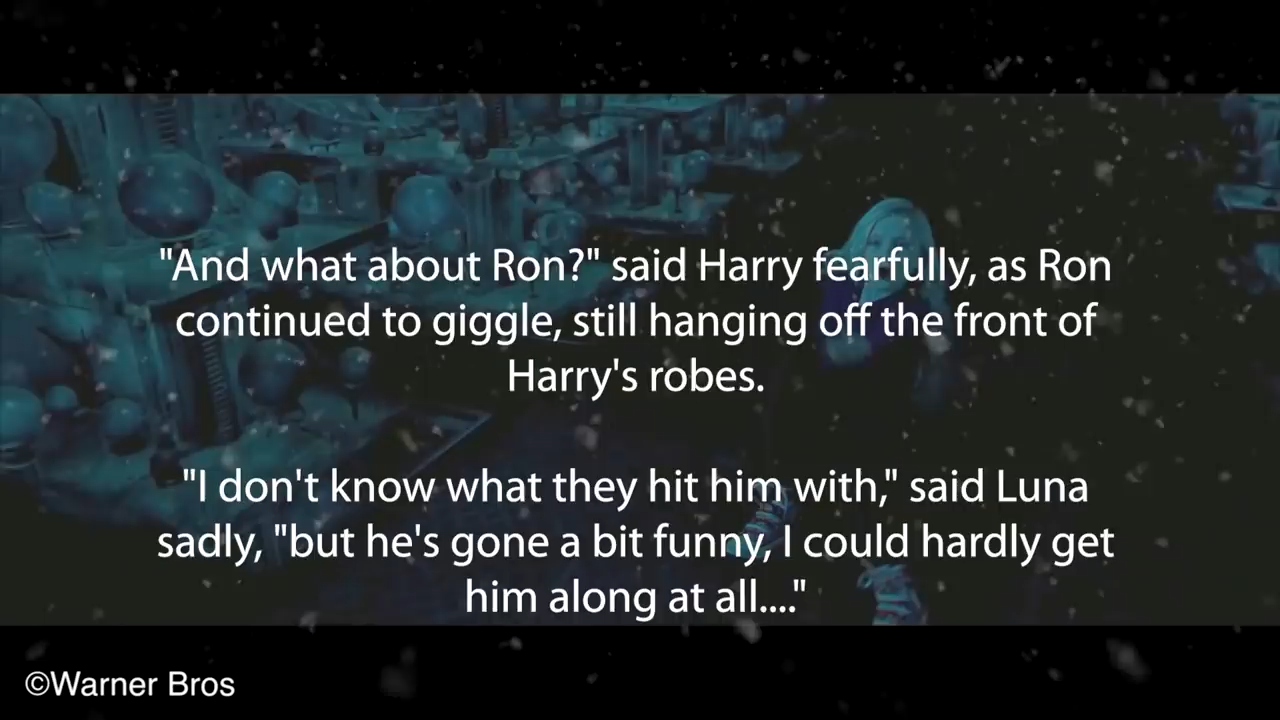 "And what about Ron?" said Harry fearfully, as Ron
continued to giggle, still hanging off the front of
Harry's robes.
"I don't know what they hit him with," said Luna
sadly, "but he's gone a bit funny, I could hardly get
him along at all...."
©Warner Bros